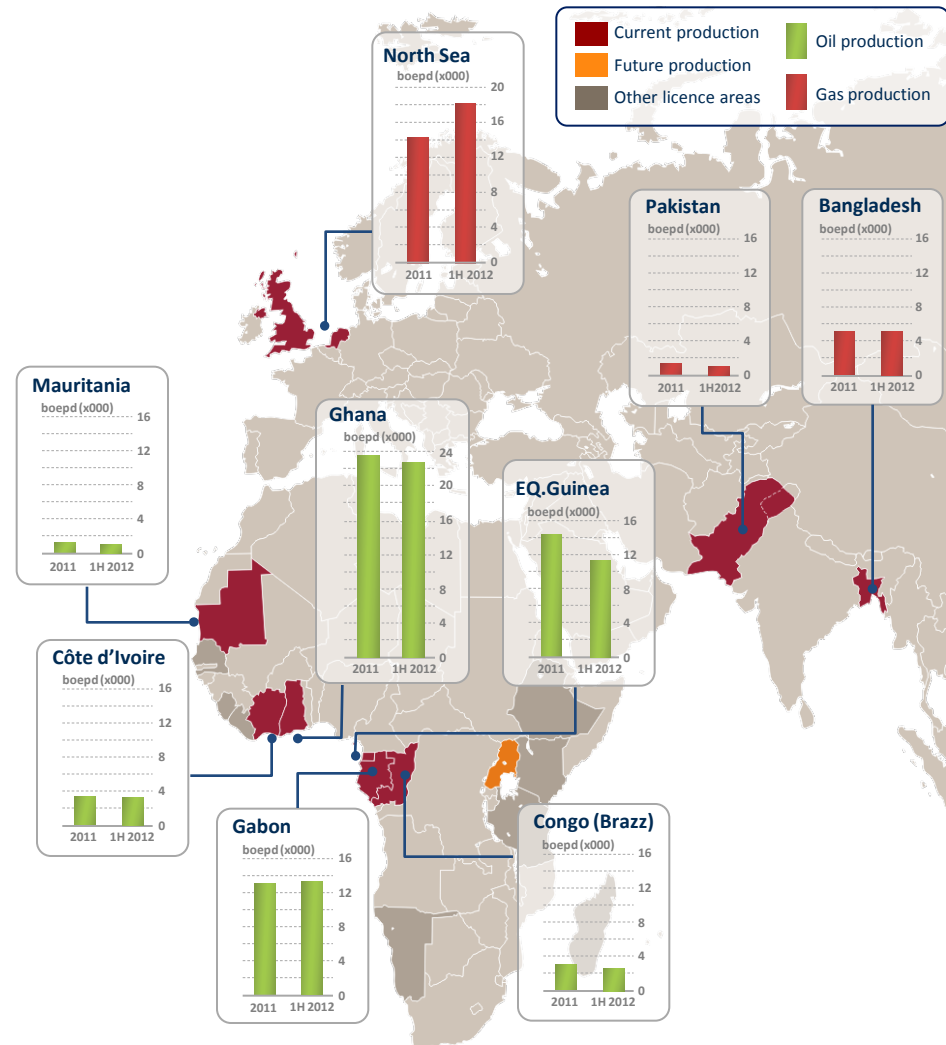 Current production
Future production
Other licence areas
Oil production
Gas production
North Sea
boepd (x000)
20
16
12
8
4
0
2011 1H 2012
Pakistan
boepd (x000)
16
12
8
4
0
2011 1H2012
Bangladesh
boepd (x000)
16
12
8
4
0
2011 1H 2012
Mauritania
boepd (x000)
16
12
8
4
0
2011 1H 2012
Ghana
boepd (x000)
24
20
16
12
8
4
0
2011 1H 2012
EQ.Guinea
boepd (x000)
16
12
8
4
0
2011 1H 2012
Côte d’Ivoire
boepd (x000)
16
12
8
4
0
2011 1H 2012
Gabon
boepd (x000)
16
12
8
4
0
2011 1H 2012
Congo (Brazz)
boepd (x000)
16
12
8
4
0
2011 1H 2012